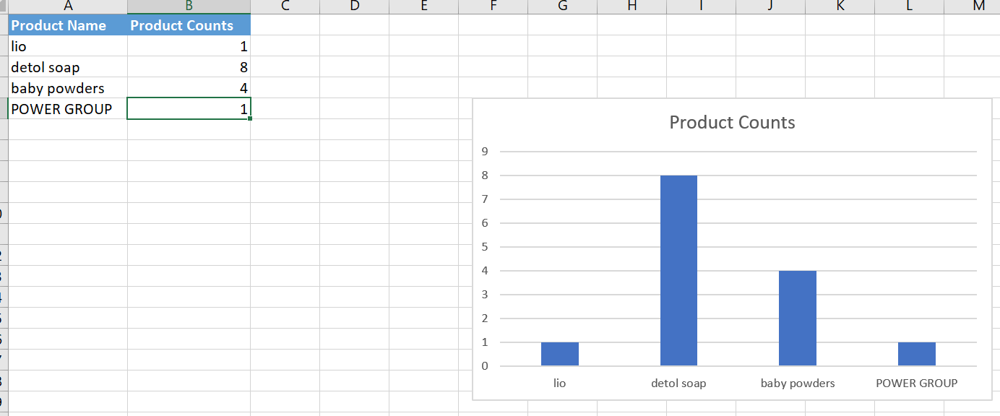 A B C D E F G H I J K L M
Product Name Product Counts
lio 1
detol soap 8
baby powders 4
POWER GROUP 1
Product Counts
9
8
7
6
5
4
3
2
1
0
lio detol soap baby powders POWER GROUP